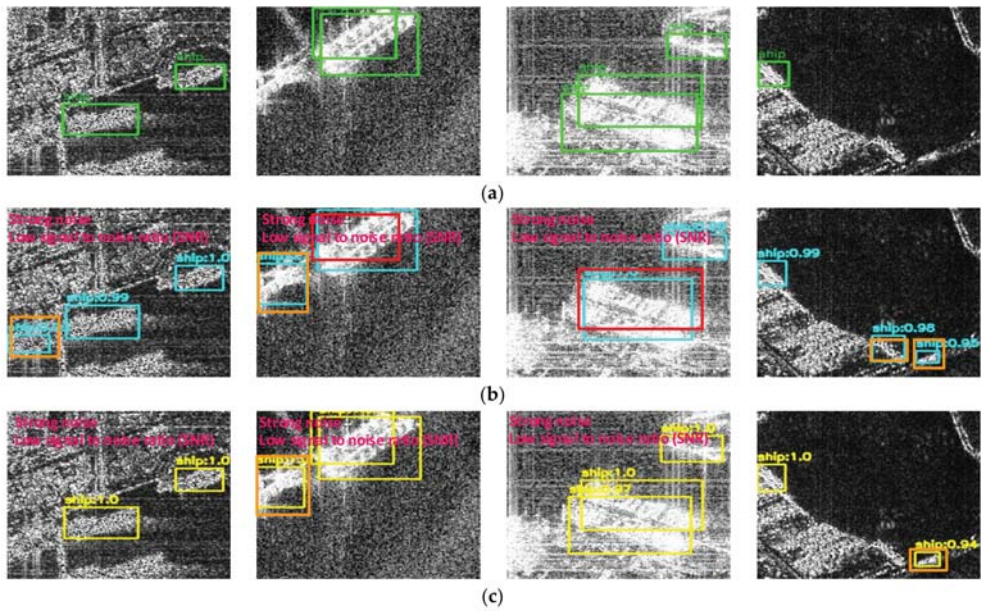 ship
ship
ship
(a)
Strong noise
Low signal to noise ratio (SNR)
ship:1.0
ship:0.99
Strong noise
Low signal to noise ratio (SNR)
Strong noise
Low signal to noise ratio (SNR)
ship:0.99
ship:0.98
ship:0.95
(b)
Strong noise
Low signal to noise ratio (SNR)
ship:1.0
ship:1.0
Strong noise
Low signal to noise ratio (SNR)
Strong noise
Low signal to noise ratio (SNR)
ship:1.0
ship:1.0
ship:0.94
(c)